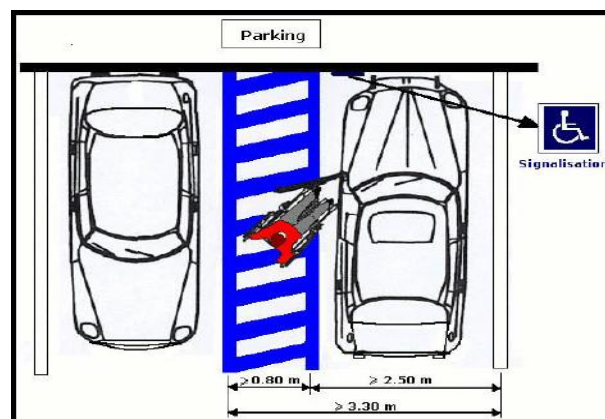 Parking
Signalisation
⩾0.80 m
⩾ 2.50 m
⩾ 3.30 m